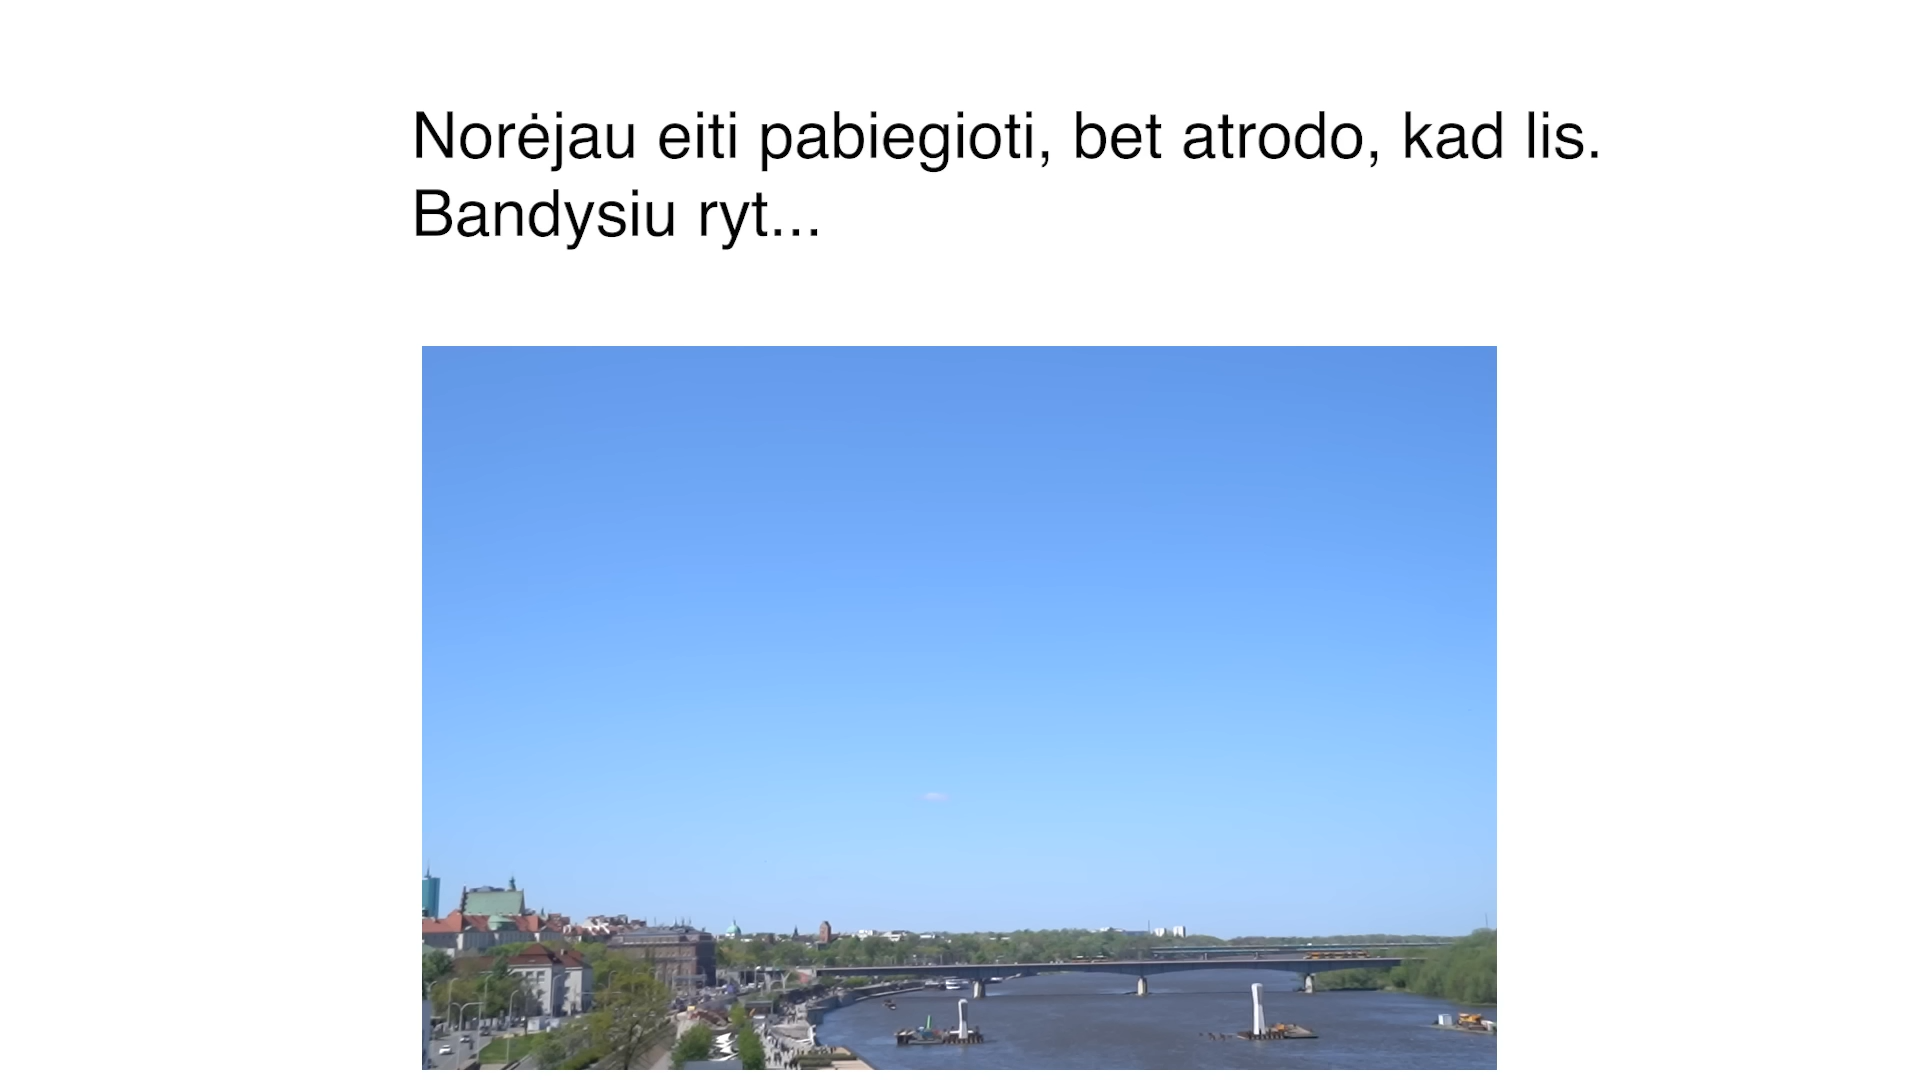 Norėjau eiti pabiegioti, bet atrodo, kad lis.
Bandysiu ryt...